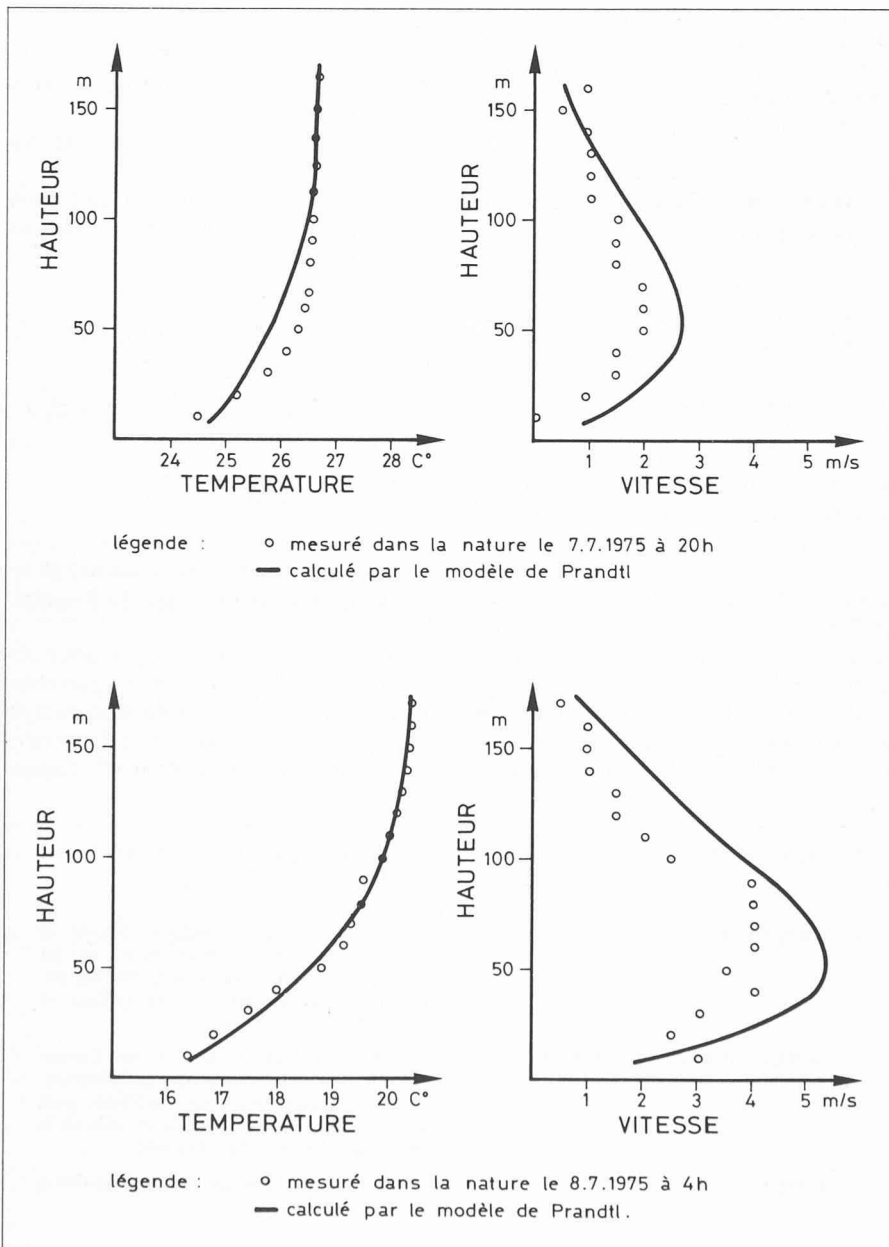 m
150
100
50
HAUTEUR
24 25 26 27 28 C°
TEMPERATURE
m
150
100
50
HAUTEUR
1 2 3 4 5 m/s
VITESSE
légende : o mesuré dans la nature le 7.7.1975 à 20h
calculé par le modèle de Prandtl
m
150
100
50
HAUTEUR
16 17 18 19 20 C°
TEMPERATURE
m
150
100
50
HAUTEUR
1 2 3 4 5 m/s
VITESSE
légende : o mesuré dans la nature le 8.7.1975 à 4h
calculé par le modèle de Prandtl.